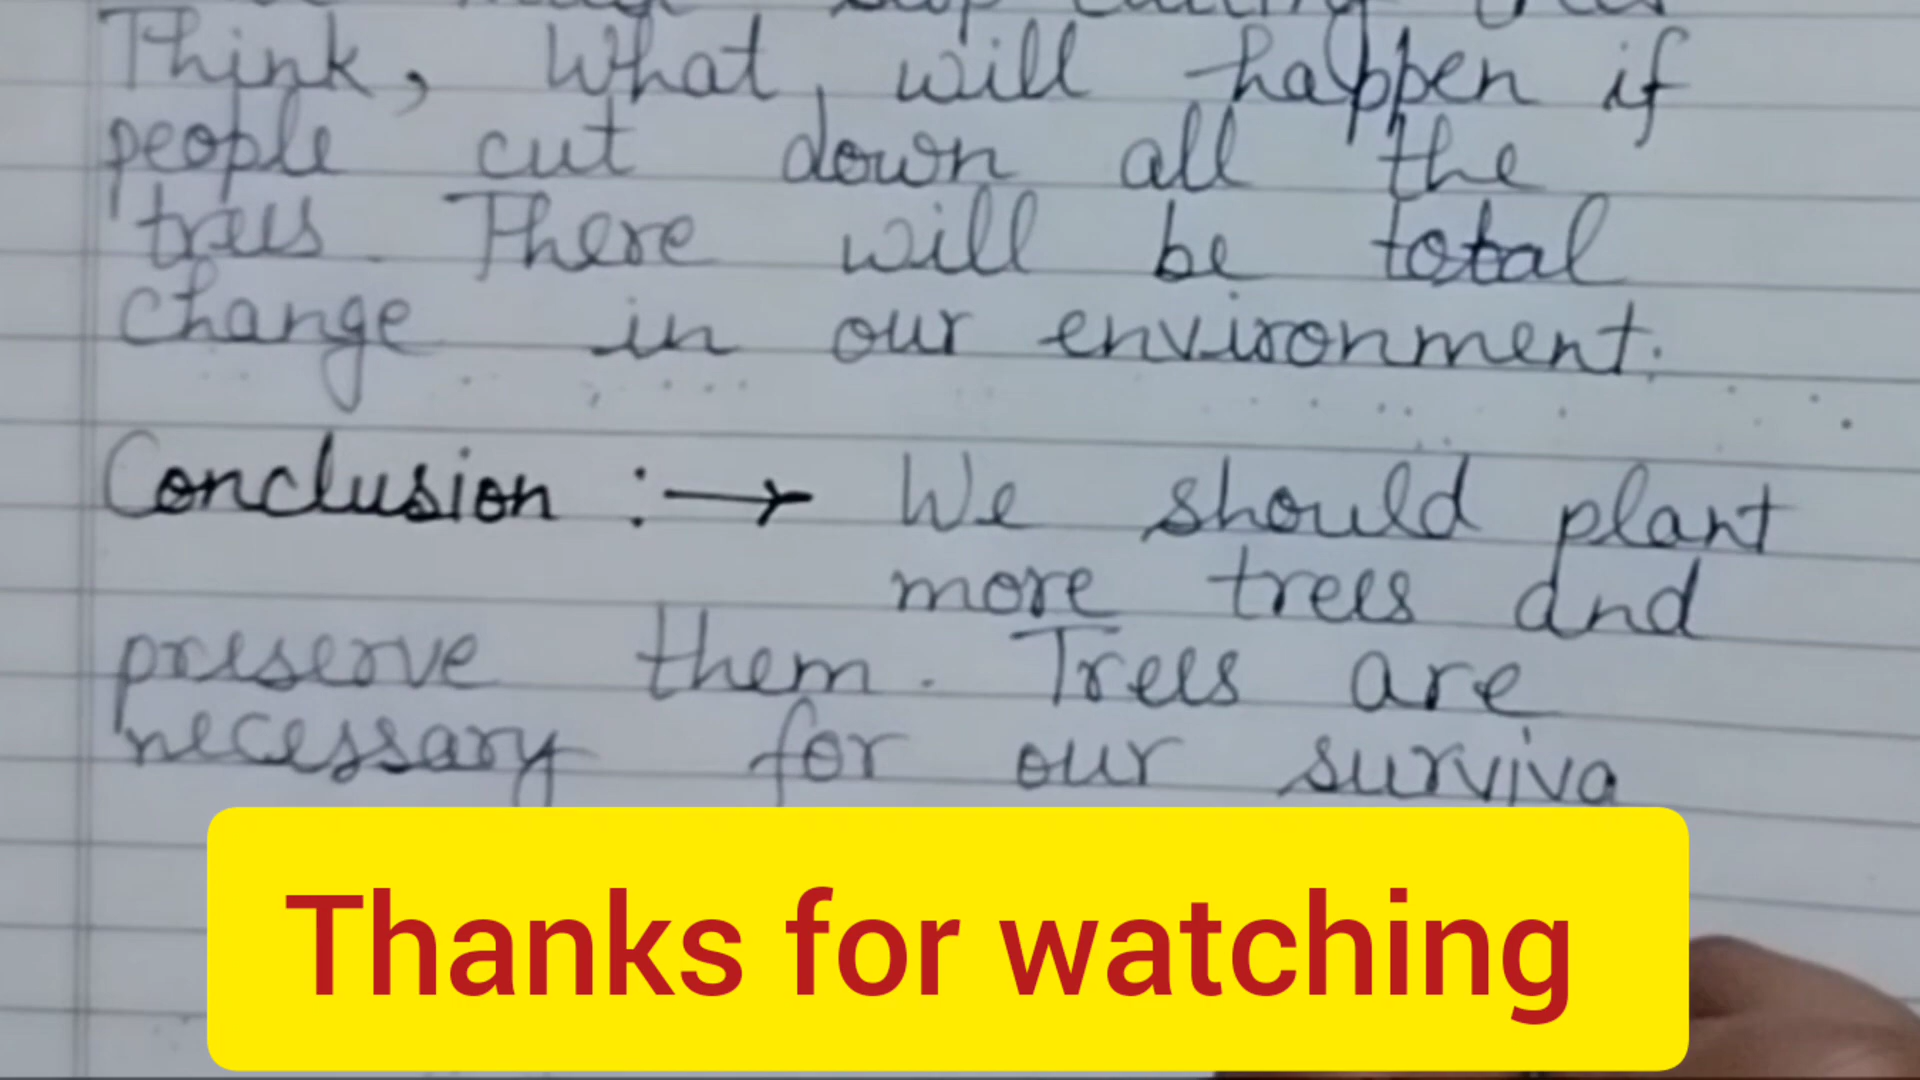 Think, What will happen if
people cut down all the
trees. There will be total
change in our environment.
Conclusion :→ We should plant
more trees and
preserve them. Trees are
necessary for our surviva
Thanks for watching